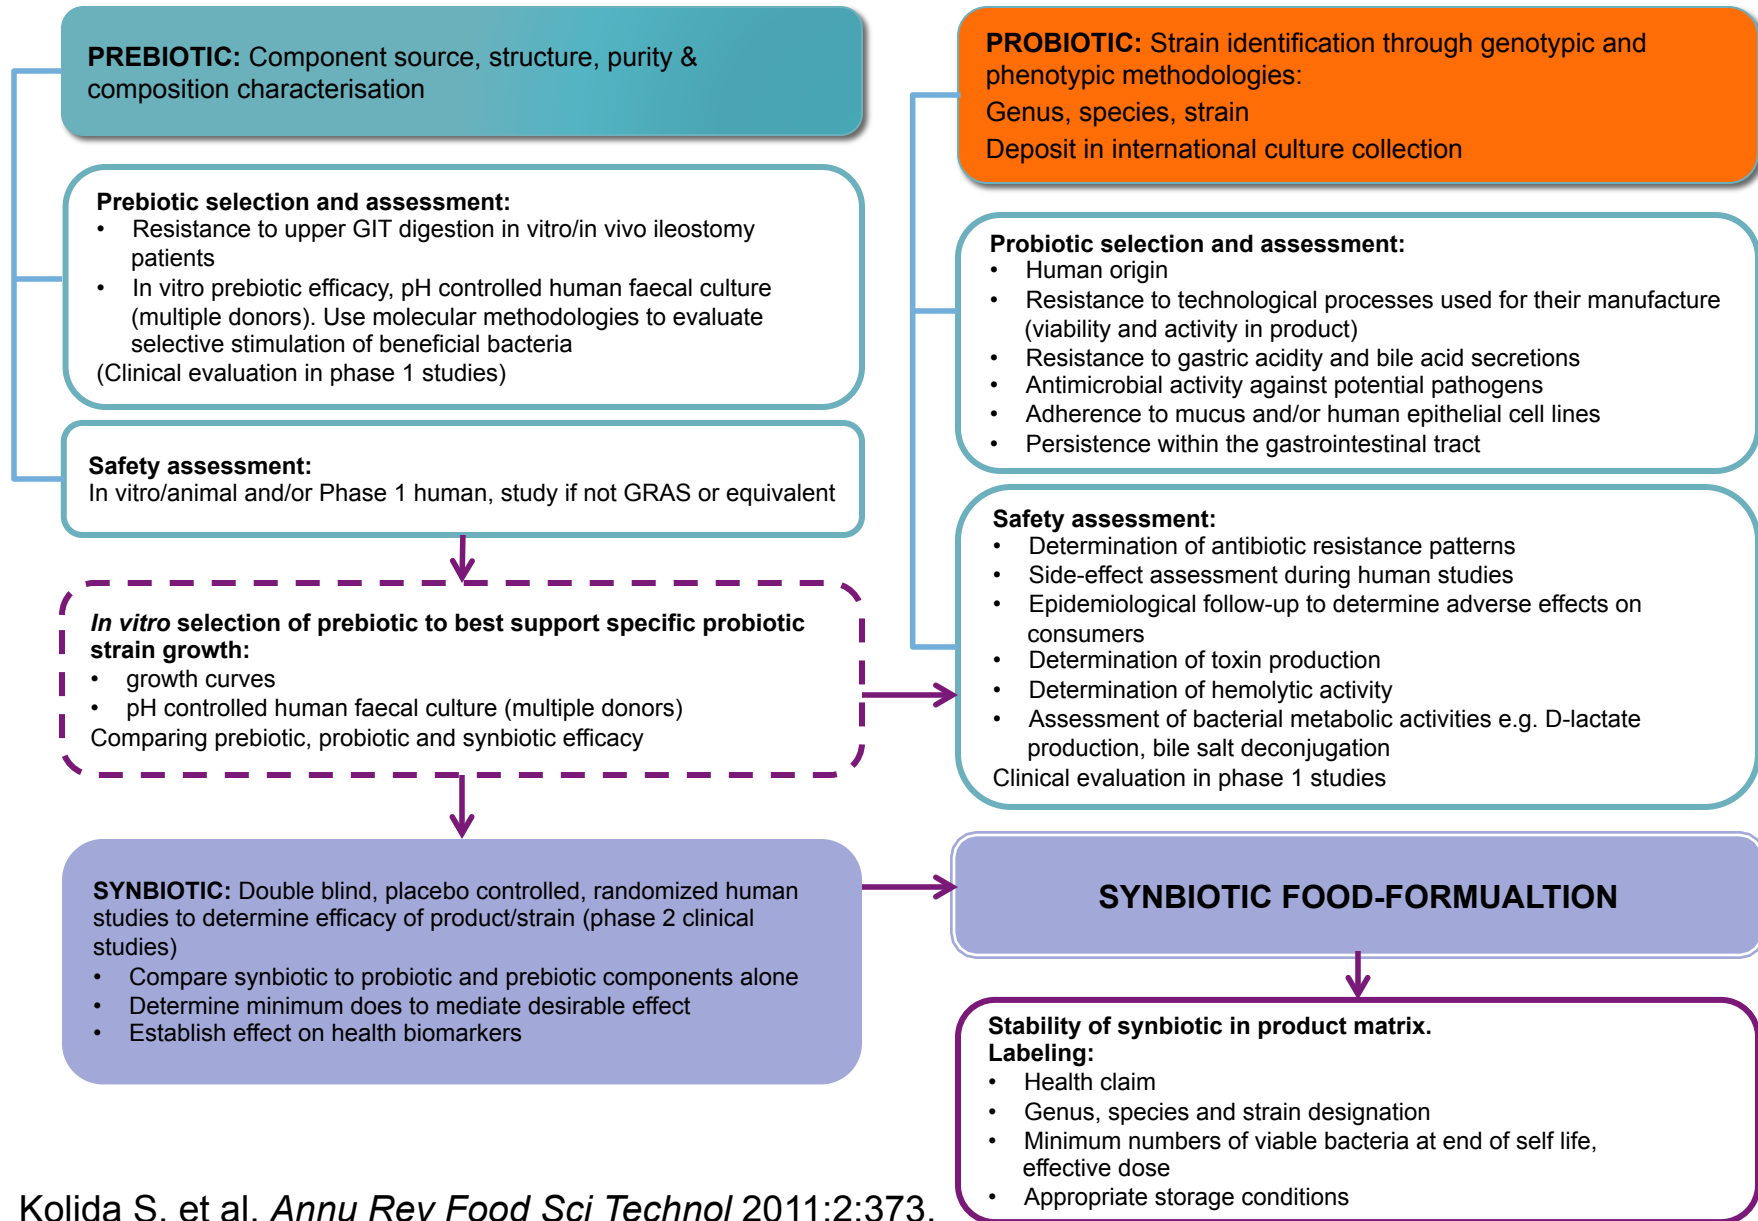 PREBIOTIC: Component source, structure, purity &
composition characterisation
Prebiotic selection and assessment:
• Resistance to upper GIT digestion in vitro/in vivo ileostomy
patients
• In vitro prebiotic efficacy, pH controlled human faecal culture
(multiple donors). Use molecular methodologies to evaluate
selective stimulation of beneficial bacteria
(Clinical evaluation in phase 1 studies)
Safety assessment:
In vitro/animal and/or Phase 1 human, study if not GRAS or equivalent
In vitro selection of prebiotic to best support specific probiotic
strain growth:
• growth curves
• pH controlled human faecal culture (multiple donors)
Comparing prebiotic, probiotic and synbiotic efficacy
SYNBIOTIC: Double blind, placebo controlled, randomized human
studies to determine efficacy of product/strain (phase 2 clinical
studies)
• Compare synbiotic to probiotic and prebiotic components alone
• Determine minimum does to mediate desirable effect
• Establish effect on health biomarkers
PROBIOTIC: Strain identification through genotypic and
phenotypic methodologies:
Genus, species, strain
Deposit in international culture collection
Probiotic selection and assessment:
• Human origin
• Resistance to technological processes used for their manufacture
(viability and activity in product)
• Resistance to gastric acidity and bile acid secretions
• Antimicrobial activity against potential pathogens
• Adherence to mucus and/or human epithelial cell lines
• Persistence within the gastrointestinal tract
Safety assessment:
• Determination of antibiotic resistance patterns
• Side-effect assessment during human studies
• Epidemiological follow-up to determine adverse effects on
consumers
• Determination of toxin production
• Determination of hemolytic activity
• Assessment of bacterial metabolic activities e.g. D-lactate
production, bile salt deconjugation
Clinical evaluation in phase 1 studies
SYNBIOTIC FOOD-FORMUALTION
Stability of synbiotic in product matrix.
Labeling:
• Health claim
• Genus, species and strain designation
• Minimum numbers of viable bacteria at end of self life,
effective dose
• Appropriate storage conditions
Kolida S, et al. Annu Rev Food Sci Technol 2011;2:373.